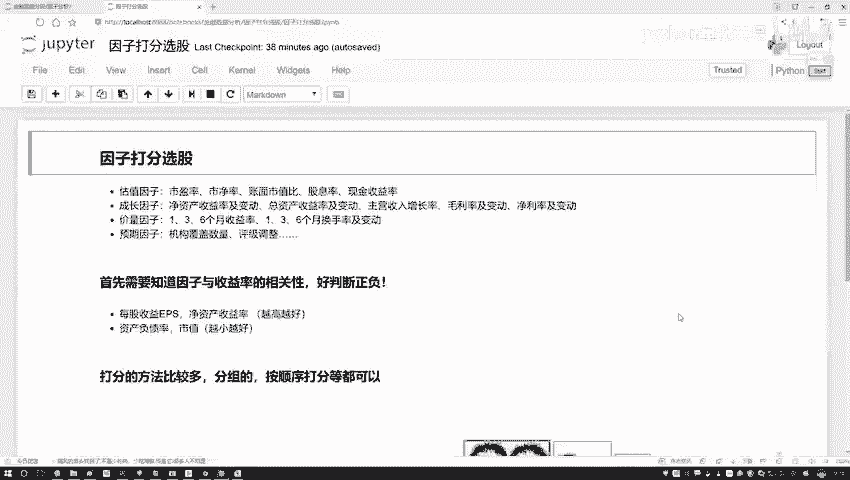 http://localhost:8888/notebooks/
jupyter 因子打分选股 Last Checkpoint: 38 minutes ago (autosaved)
Logout
File Edit View Insert Cell Kernel Widgets Help
Trusted
Python
Markdown
因子打分选股
估值因子：市盈率、市净率、账面市值比、股息率、现金收益率
成长因子：净资产收益率及变动、总资产收益率及变动、主营收入增长率、毛利率及变动、净利率及变动
价量因子：1、3、6个月收益率、1、3、6个月换手率及变动
预期因子：机构覆盖数量、评级调整……
首先需要知道因子与收益率的相关性，好判断正负！
每股收益EPS，净资产收益率 （越高越好）
资产负债率，市值（越小越好）
打分的方法比较多，分组的，按顺序打分等都可以